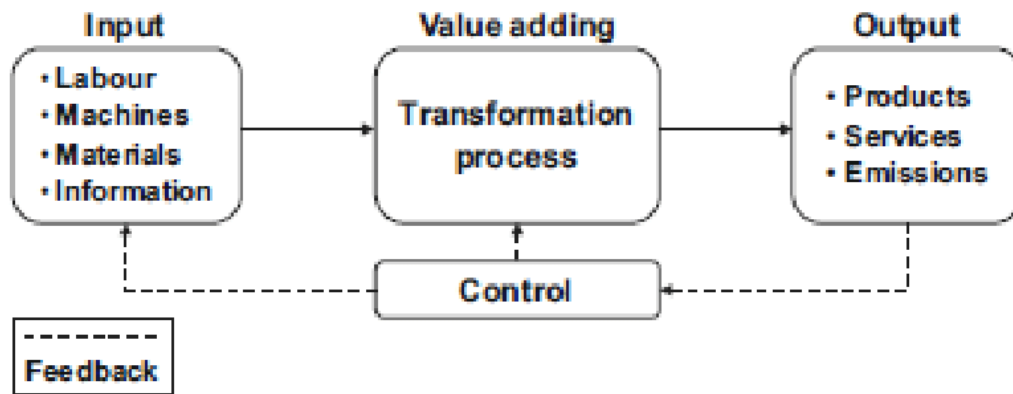 Input
Value adding
Output
• Labour
• Machines
• Materials
• Information
Transformation
process
• Products
• Services
• Emissions
Control
Feedback